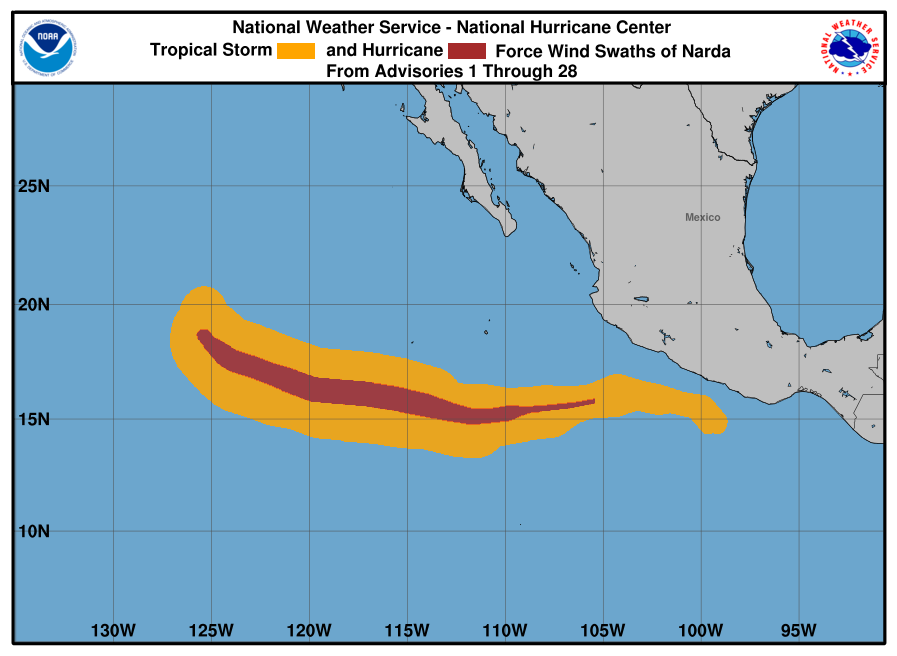 National Weather Service - National Hurricane Center
Tropical Storm and Hurricane Force Wind Swaths of Narda
From Advisories 1 Through 28
NOAA
NATIONAL WEATHER SERVICE
25N
Mexico
20N
15N
10N
130W 125W 120W 115W 110W 105W 100W 95W